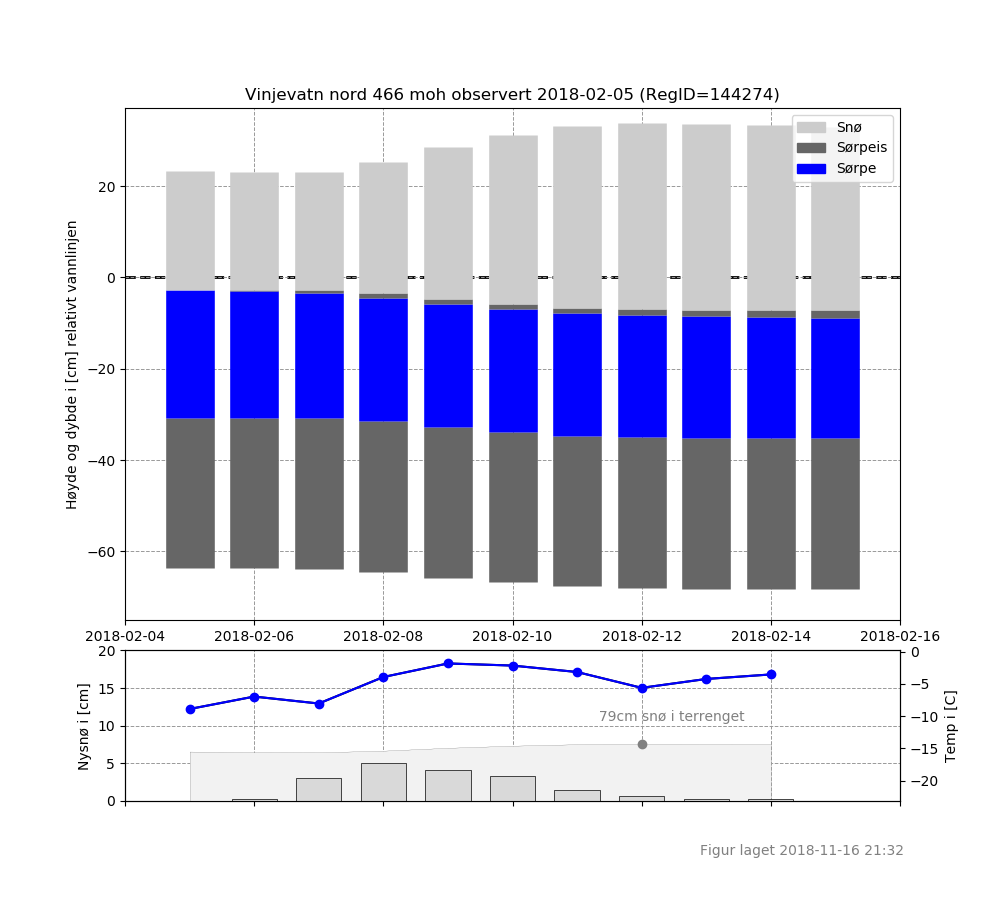 Vinjevatn nord 466 moh observert 2018-02-05 (RegID=144274)
Snø
Sørpeis
Sørpe
Høyde og dybde i [cm] relativt vannlinjen
20
0
−20
−40
−60
2018-02-04 2018-02-06 2018-02-08 2018-02-10 2018-02-12 2018-02-14 2018-02-16
Nysnø i [cm]
20
15
10
5
0
79cm snø i terrenget
0
−5
−10
−15
−20
Temp i [C]
Figur laget 2018-11-16 21:32